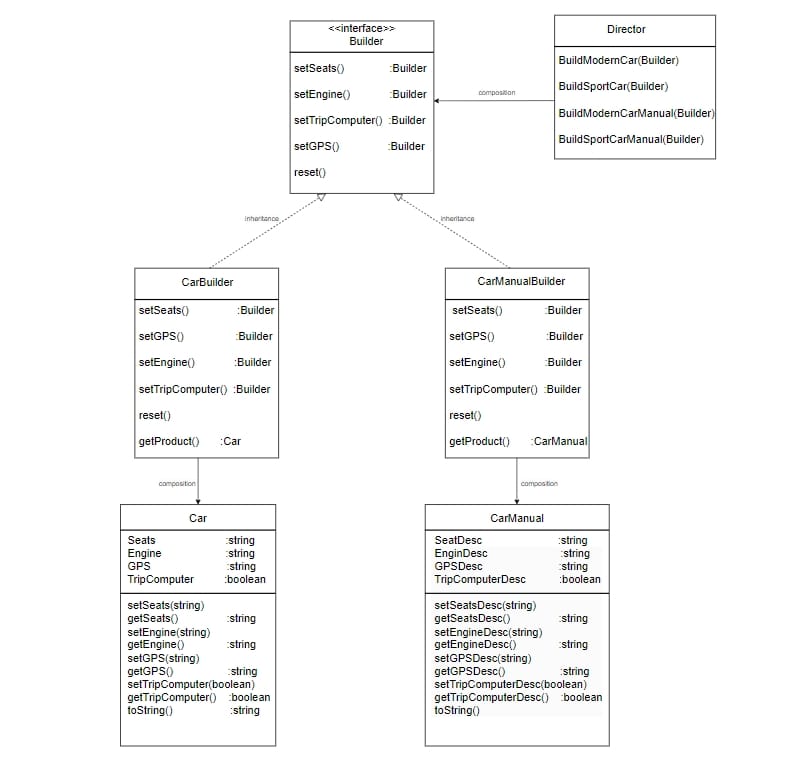 <<interface>>
Builder
setSeats() :Builder
setEngine() :Builder
setTripComputer() :Builder
setGPS() :Builder
reset()
composition
Director
BuildModernCar(Builder)
BuildSportCar(Builder)
BuildModernCarManual(Builder)
BuildSportCarManual(Builder)
inheritance
inheritance
CarBuilder
setSeats() :Builder
setGPS() :Builder
setEngine() :Builder
setTripComputer() :Builder
reset()
getProduct() :Car
CarManualBuilder
setSeats() :Builder
setGPS() :Builder
setEngine() :Builder
setTripComputer() :Builder
reset()
getProduct() :CarManual
composition
composition
Car
Seats :string
Engine :string
GPS :string
TripComputer :boolean
setSeats(string)
getSeats() :string
setEngine(string)
getEngine() :string
setGPS(string)
getGPS() :string
setTripComputer(boolean)
getTripComputer() :boolean
toString() :string
CarManual
SeatDesc :string
EnginDesc :string
GPSDesc :string
TripComputerDesc :boolean
setSeatsDesc(string)
getSeatsDesc() :string
setEngineDesc(string)
getEngineDesc() :string
setGPSDesc(string)
getGPSDesc() :string
setTripComputerDesc(boolean)
getTripComputerDesc() :boolean
toString()